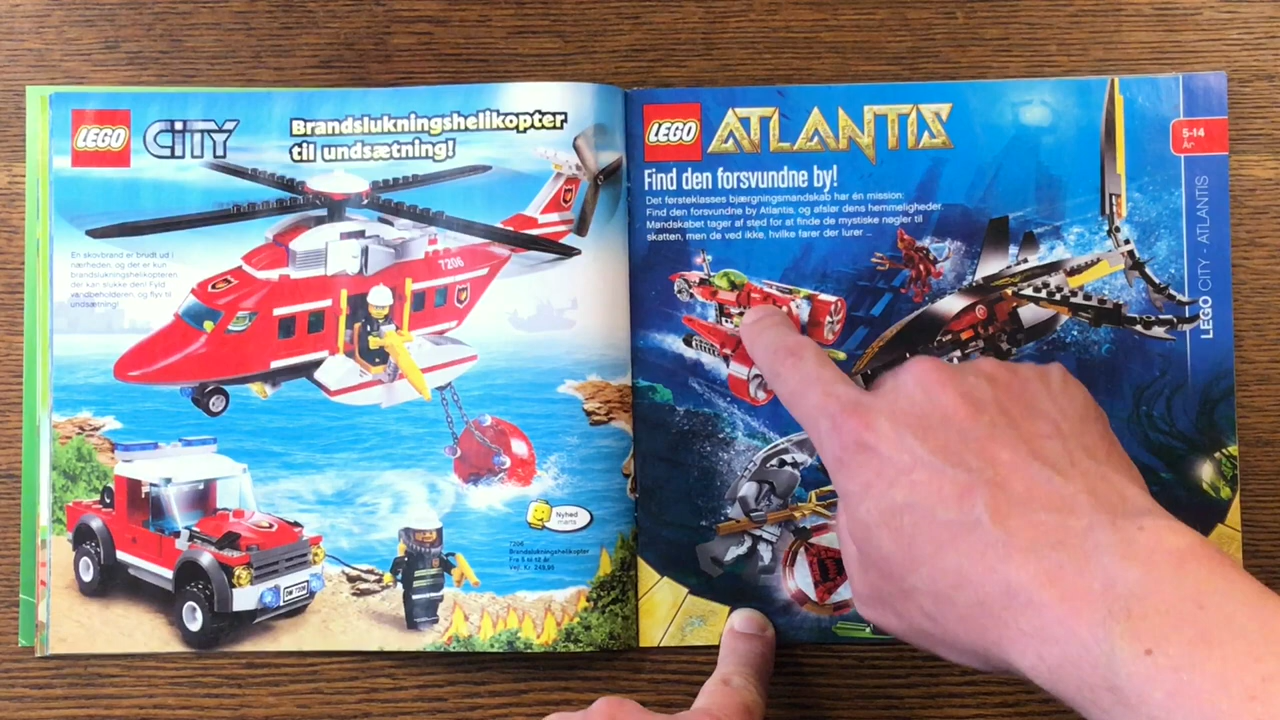 LEGO
CITY
Brandslukningshelikopter
til undsætning!
En skovbrand er brudt ud i
nærheden, og det er kun
brandslukningshelikopteren,
der kan slukke den! Fyld
vandbeholderen, og flyv til
undsætning!
7206
DW 7206
Nyhed
marts
7206
Brandslukningshelikopter
Fra 5 til 12 år
Vejl. Kr. 249,95
LEGO
ATLANTIS
Find den forsvundne by!
Det førsteklasses bjærgningsmandskab har én mission:
Find den forsvundne by Atlantis, og afslør dens hemmeligheder.
Mandskabet tager af sted for at finde de mystiske nøgler til
skatten, men de ved ikke, hvilke farer der lurer ...
5-14
År
LEGO CITY · ATLANTIS